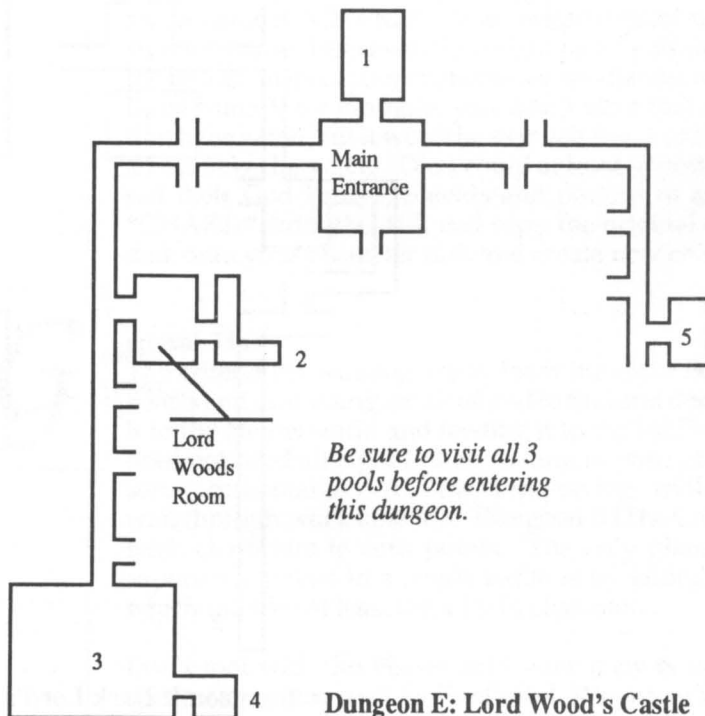 1
Main
Entrance
5
2
Lord
Woods
Room
Be sure to visit all 3
pools before entering
this dungeon.
3
4
Dungeon E: Lord Wood's Castle